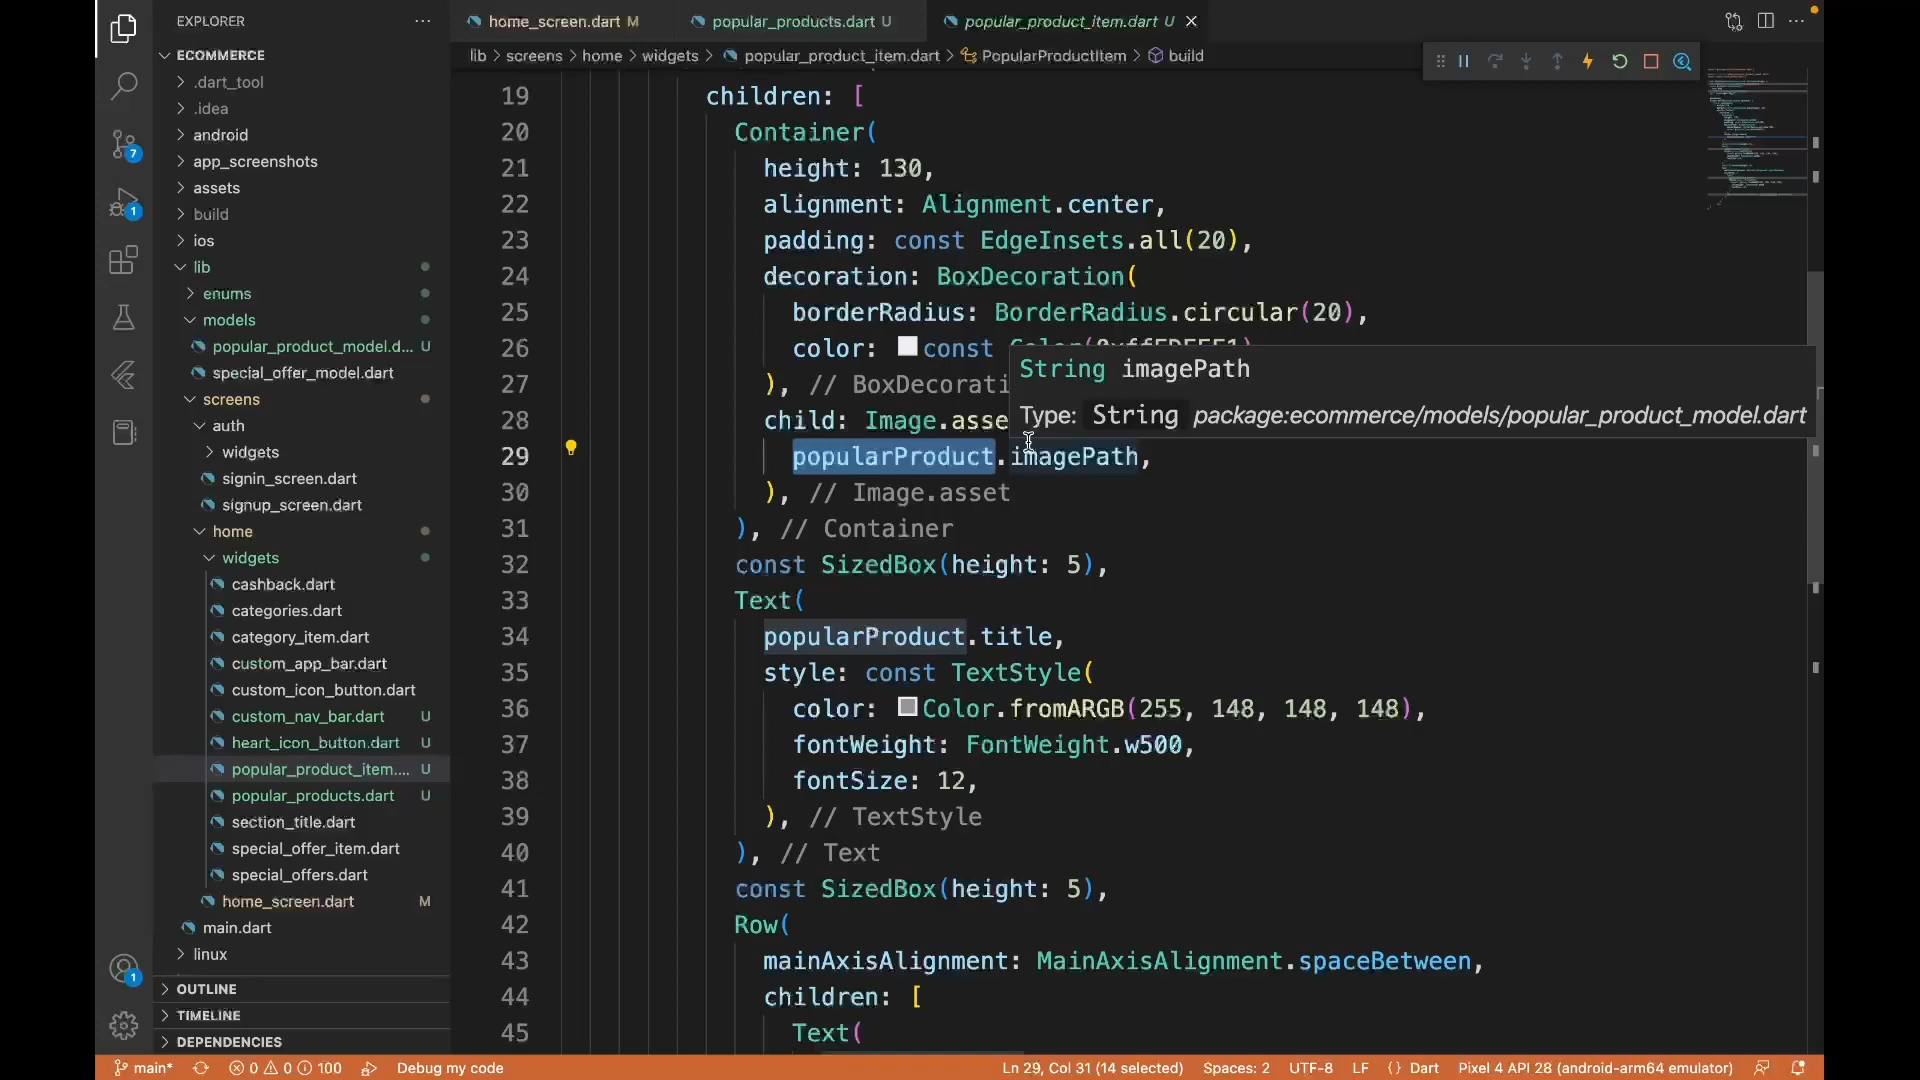 EXPLORER
home_screen.dart M
popular_products.dart U
popular_product_item.dart U
lib > screens > home > widgets > popular_product_item.dart > PopularProductItem > build
ECOMMERCE
.dart_tool
.idea
android
app_screenshots
assets
build
ios
lib
enums
models
popular_product_model.d... U
special_offer_model.dart
screens
auth
widgets
signin_screen.dart
signup_screen.dart
home
widgets
cashback.dart
categories.dart
category_item.dart
custom_app_bar.dart
custom_icon_button.dart
custom_nav_bar.dart U
heart_icon_button.dart U
popular_product_item.... U
popular_products.dart U
section_title.dart
special_offer_item.dart
special_offers.dart
home_screen.dart M
main.dart
linux
OUTLINE
TIMELINE
DEPENDENCIES
7
1
1
19 children: [
20 Container(
21 height: 130,
22 alignment: Alignment.center,
23 padding: const EdgeInsets.all(20),
24 decoration: BoxDecoration(
25 borderRadius: BorderRadius.circular(20),
26 color: const
27 ), // BoxDecorati
28 child: Image.asse
29 popularProduct.imagePath,
30 ), // Image.asset
31 ), // Container
32 const SizedBox(height: 5),
33 Text(
34 popularProduct.title,
35 style: const TextStyle(
36 color: Color.fromARGB(255, 148, 148, 148),
37 fontWeight: FontWeight.w500,
38 fontSize: 12,
39 ), // TextStyle
40 ), // Text
41 const SizedBox(height: 5),
42 Row(
43 mainAxisAlignment: MainAxisAlignment.spaceBetween,
44 children: [
45 Text(
String imagePath
Type: String package:ecommerce/models/popular_product_model.dart
main* 0 0 100 Debug my code Ln 29, Col 31 (14 selected) Spaces: 2 UTF-8 LF {} Dart Pixel 4 API 28 (android-arm64 emulator)